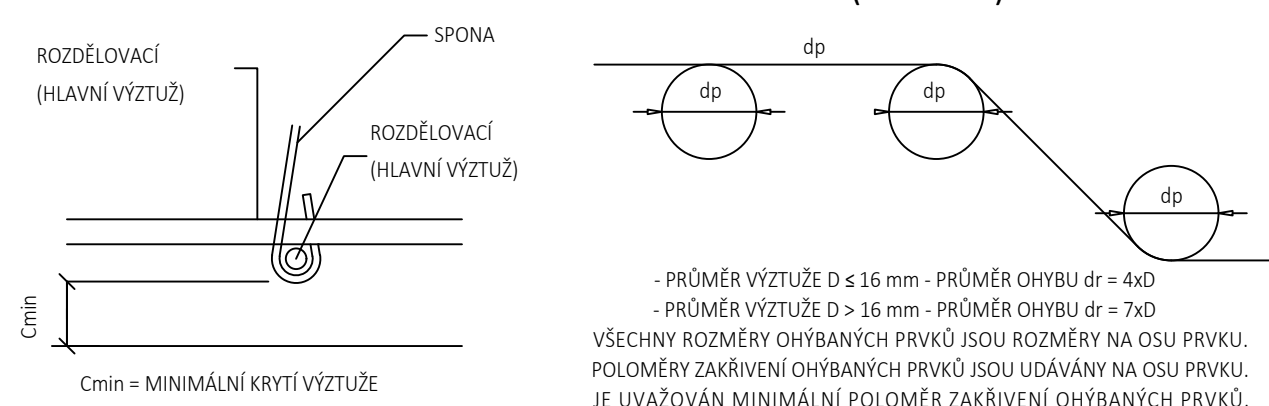 SPONA
ROZDĚLOVACÍ
(HLAVNÍ VÝZTUŽ)
ROZDĚLOVACÍ
(HLAVNÍ VÝZTUŽ)
Cmin
Cmin = MINIMÁLNÍ KRYTÍ VÝZTUŽE
dp
dp
dp
dp
- PRŮMĚR VÝZTUŽE D ≤ 16 mm - PRŮMĚR OHYBU dr = 4xD
- PRŮMĚR VÝZTUŽE D > 16 mm - PRŮMĚR OHYBU dr = 7xD
VŠECHNY ROZMĚRY OHÝBANÝCH PRVKŮ JSOU ROZMĚRY NA OSU PRVKU.
POLOMĚRY ZAKŘIVENÍ OHÝBANÝCH PRVKŮ JSOU UDÁVÁNY NA OSU PRVKU.
JE UVAŽOVÁN MINIMÁLNÍ POLOMĚR ZAKŘIVENÍ OHÝBANÝCH PRVKŮ.